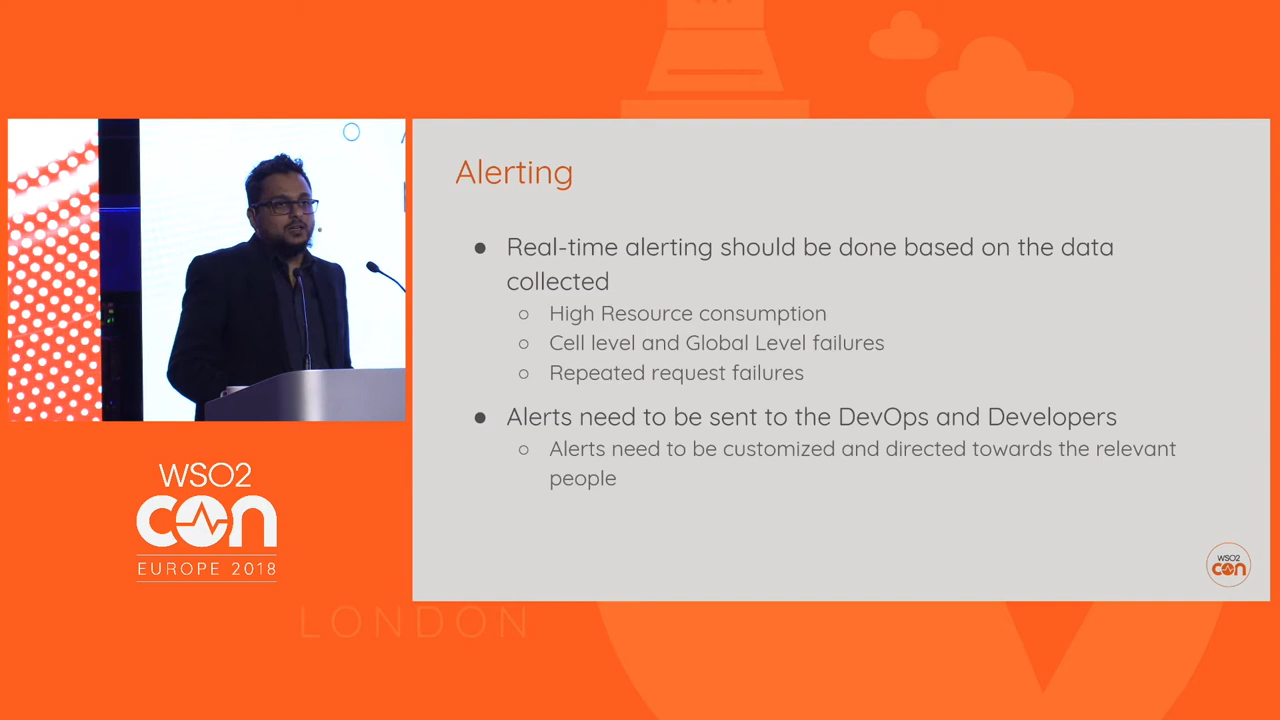 Alerting
● Real-time alerting should be done based on the data
collected
○ High Resource consumption
○ Cell level and Global Level failures
○ Repeated request failures
● Alerts need to be sent to the DevOps and Developers
○ Alerts need to be customized and directed towards the relevant
people
WSO2
con
WSO2
con
EUROPE 2018
LONDON